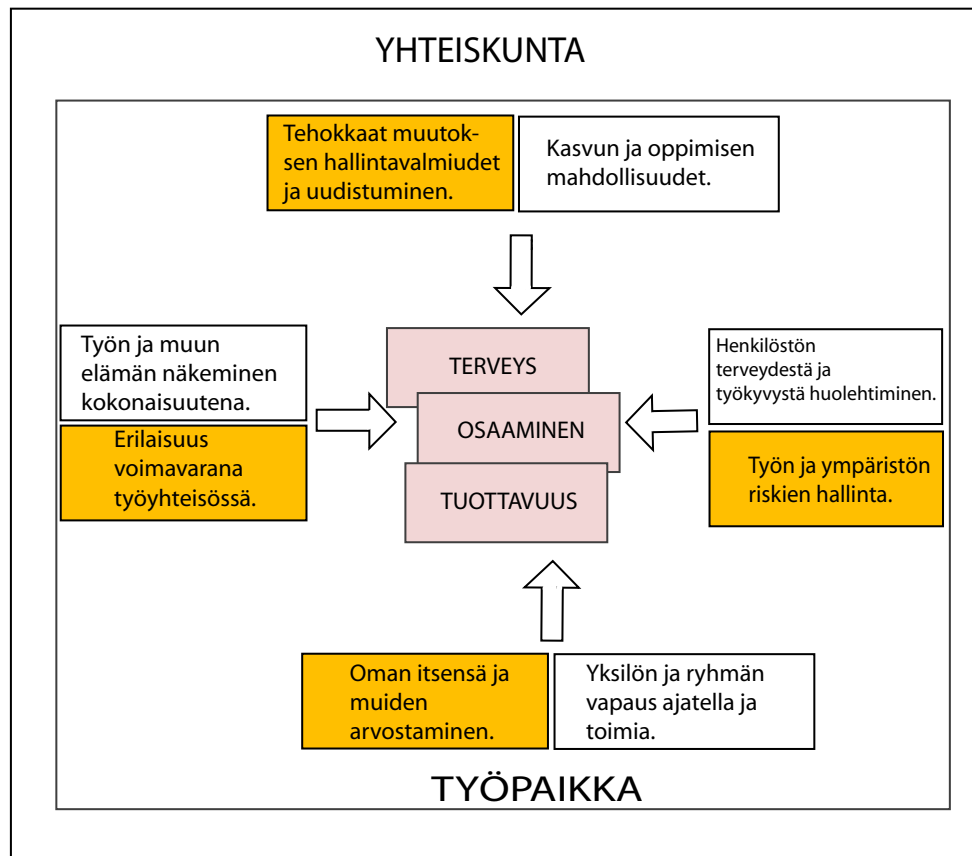 YHTEISKUNTA
Tehokkaat muutok-
sen hallintavalmiudet
ja uudistuminen.
Kasvun ja oppimisen
mahdollisuudet.
Työn ja muun
elämän näkeminen
kokonaisuutena.
Erilaisuus
voimavarana
työyhteisössä.
TERVEYS
OSAAMINEN
TUOTTAVUUS
Henkilöstön
terveydestä ja
työkyvystä huolehtiminen.
Työn ja ympäristön
riskien hallinta.
Oman itsensä ja
muiden
arvostaminen.
Yksilön ja ryhmän
vapaus ajatella ja
toimia.
TYÖPAIKKA